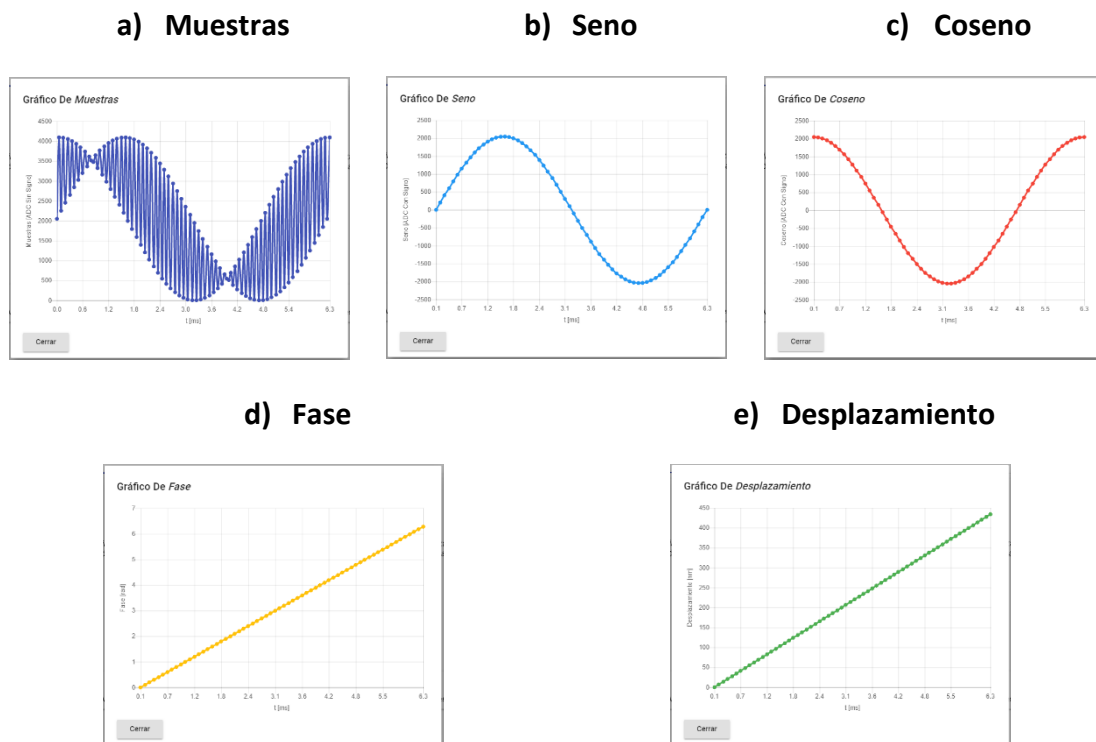 a) Muestras
b) Seno
c) Coseno
Gráfico De Muestras
4500
4000
3500
3000
2500
2000
1500
1000
500
0
Muestras [ADC Sin Signo]
0.0 0.6 1.2 1.8 2.4 3.0 3.6 4.2 4.8 5.4 6.3
t [ms]
Cerrar
Gráfico De Seno
2500
2000
1500
1000
500
0
-500
-1000
-1500
-2000
-2500
Seno [ADC Con Signo]
0.1 0.7 1.2 1.8 2.4 3.1 3.6 4.2 4.8 5.4 6.3
t [ms]
Cerrar
Gráfico De Coseno
2500
2000
1500
1000
500
0
-500
-1000
-1500
-2000
2500
Coseno [ADC Con Signo]
0.1 0.7 1.2 1.8 2.4 3.1 3.6 4.2 4.8 5.4 6.3
t [ms]
Cerrar
d) Fase
e) Desplazamiento
Gráfico De Fase
7
6
5
4
3
2
1
0
Fase [rad]
0.1 0.7 1.2 1.8 2.4 3.1 3.6 4.2 4.8 5.4 6.3
t [ms]
Cerrar
Gráfico De Desplazamiento
450
400
350
300
250
200
150
100
50
0
Desplazamiento [nm]
0.1 0.7 1.2 1.8 2.4 3.1 3.6 4.2 4.8 5.4 6.3
t [ms]
Cerrar